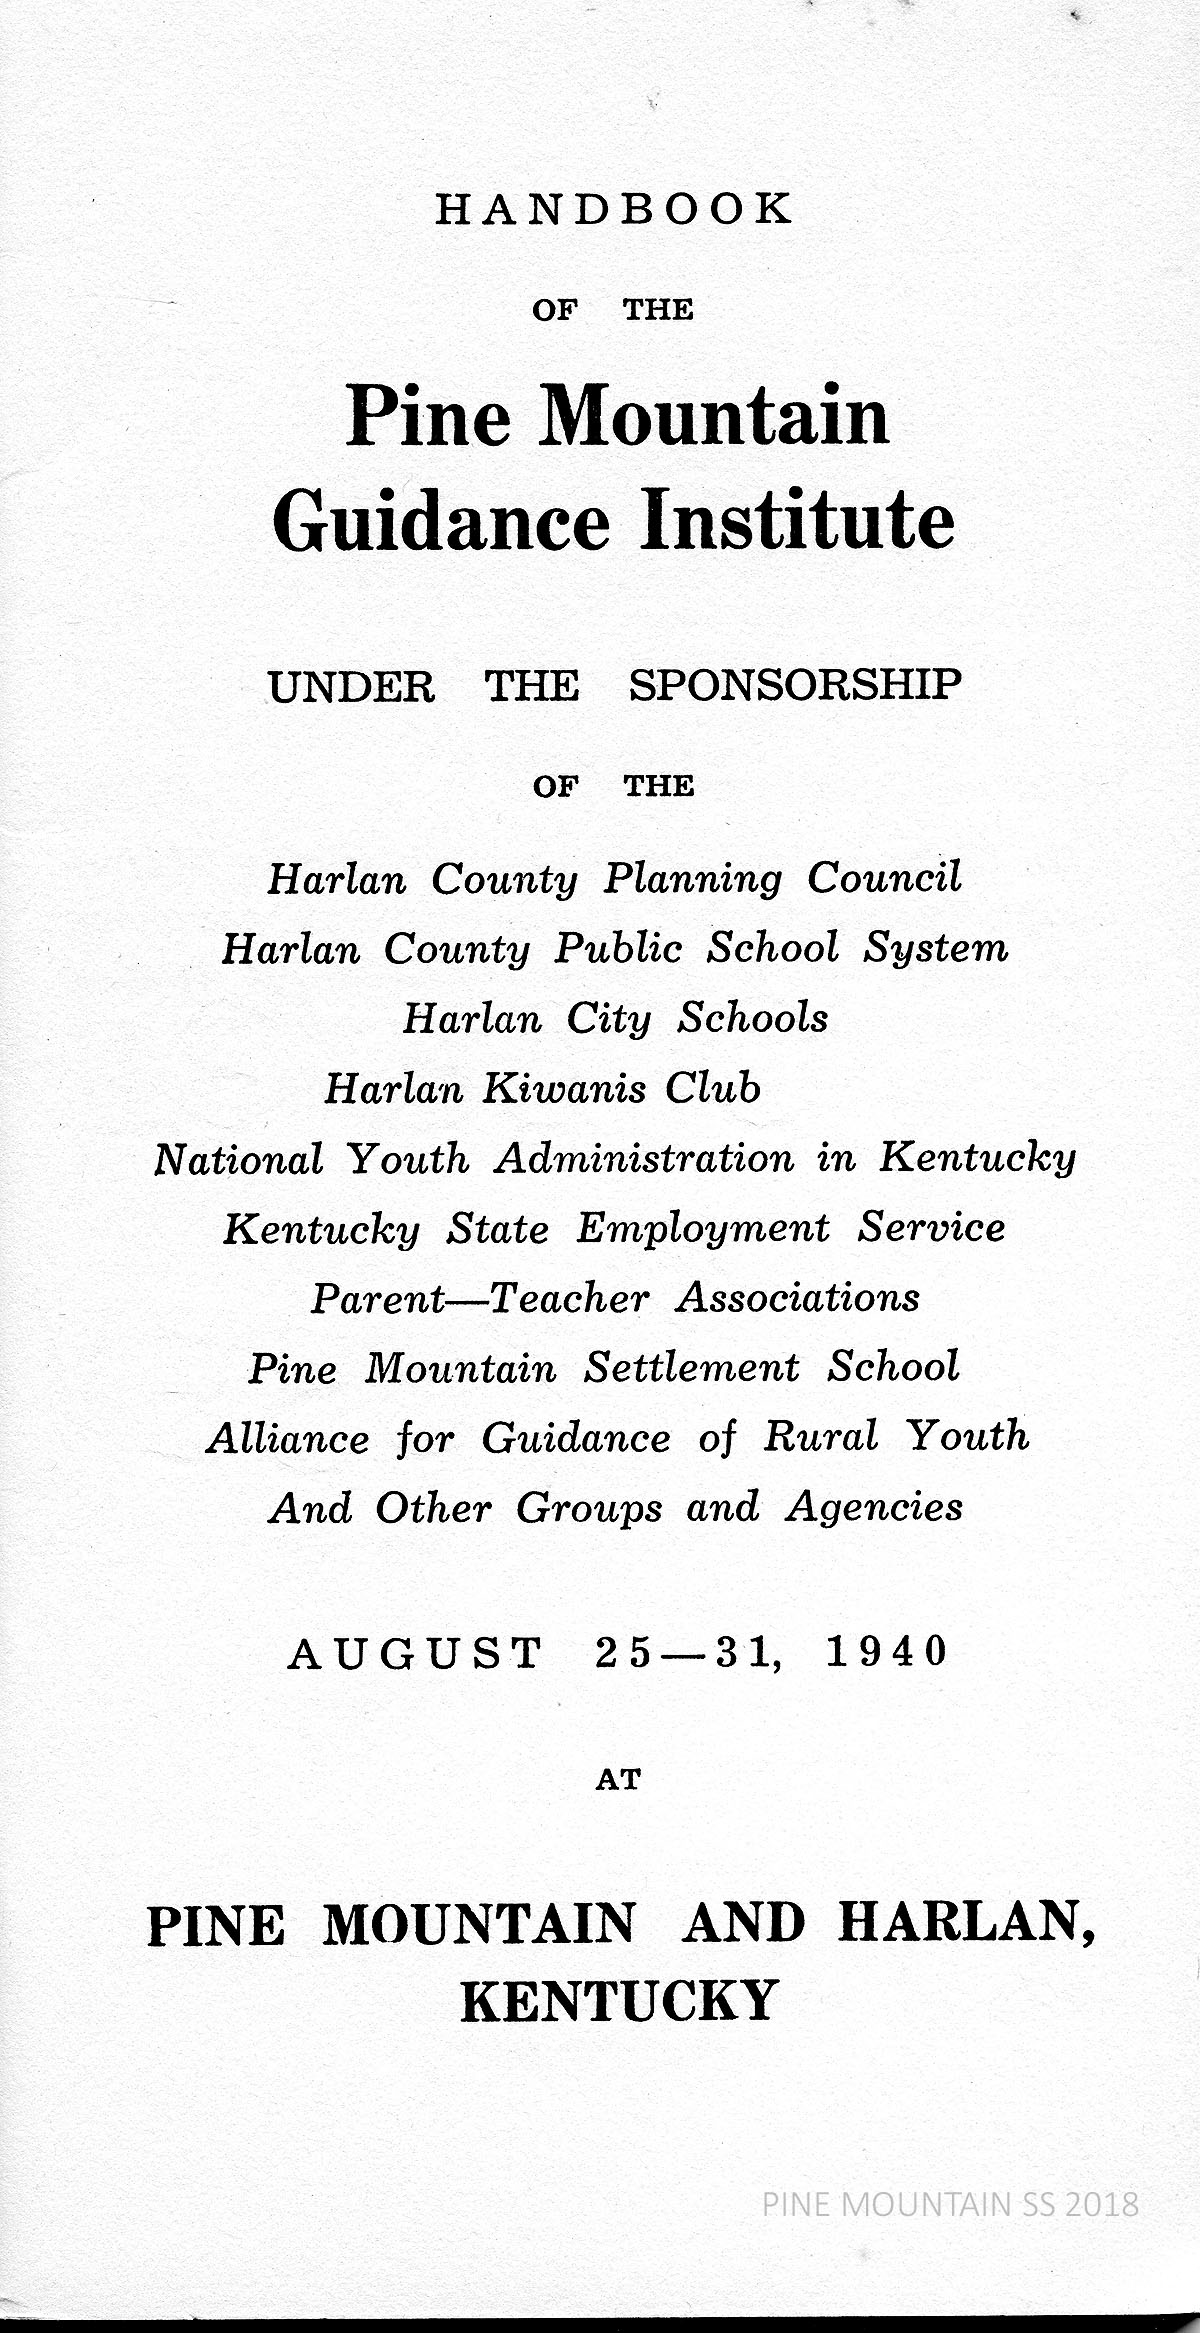 HANDBOOK
OF THE
Pine Mountain
Guidance Institute
UNDER THE SPONSORSHIP
OF THE
Harlan County Planning Council
Harlan County Public School System
Harlan City Schools
Harlan Kiwanis Club
National Youth Administration in Kentucky
Kentucky State Employment Service
Parent—Teacher Associations
Pine Mountain Settlement School
Alliance for Guidance of Rural Youth
And Other Groups and Agencies
AUGUST 25—31, 1940
AT
PINE MOUNTAIN AND HARLAN,
KENTUCKY
PINE MOUNTAIN SS 2018